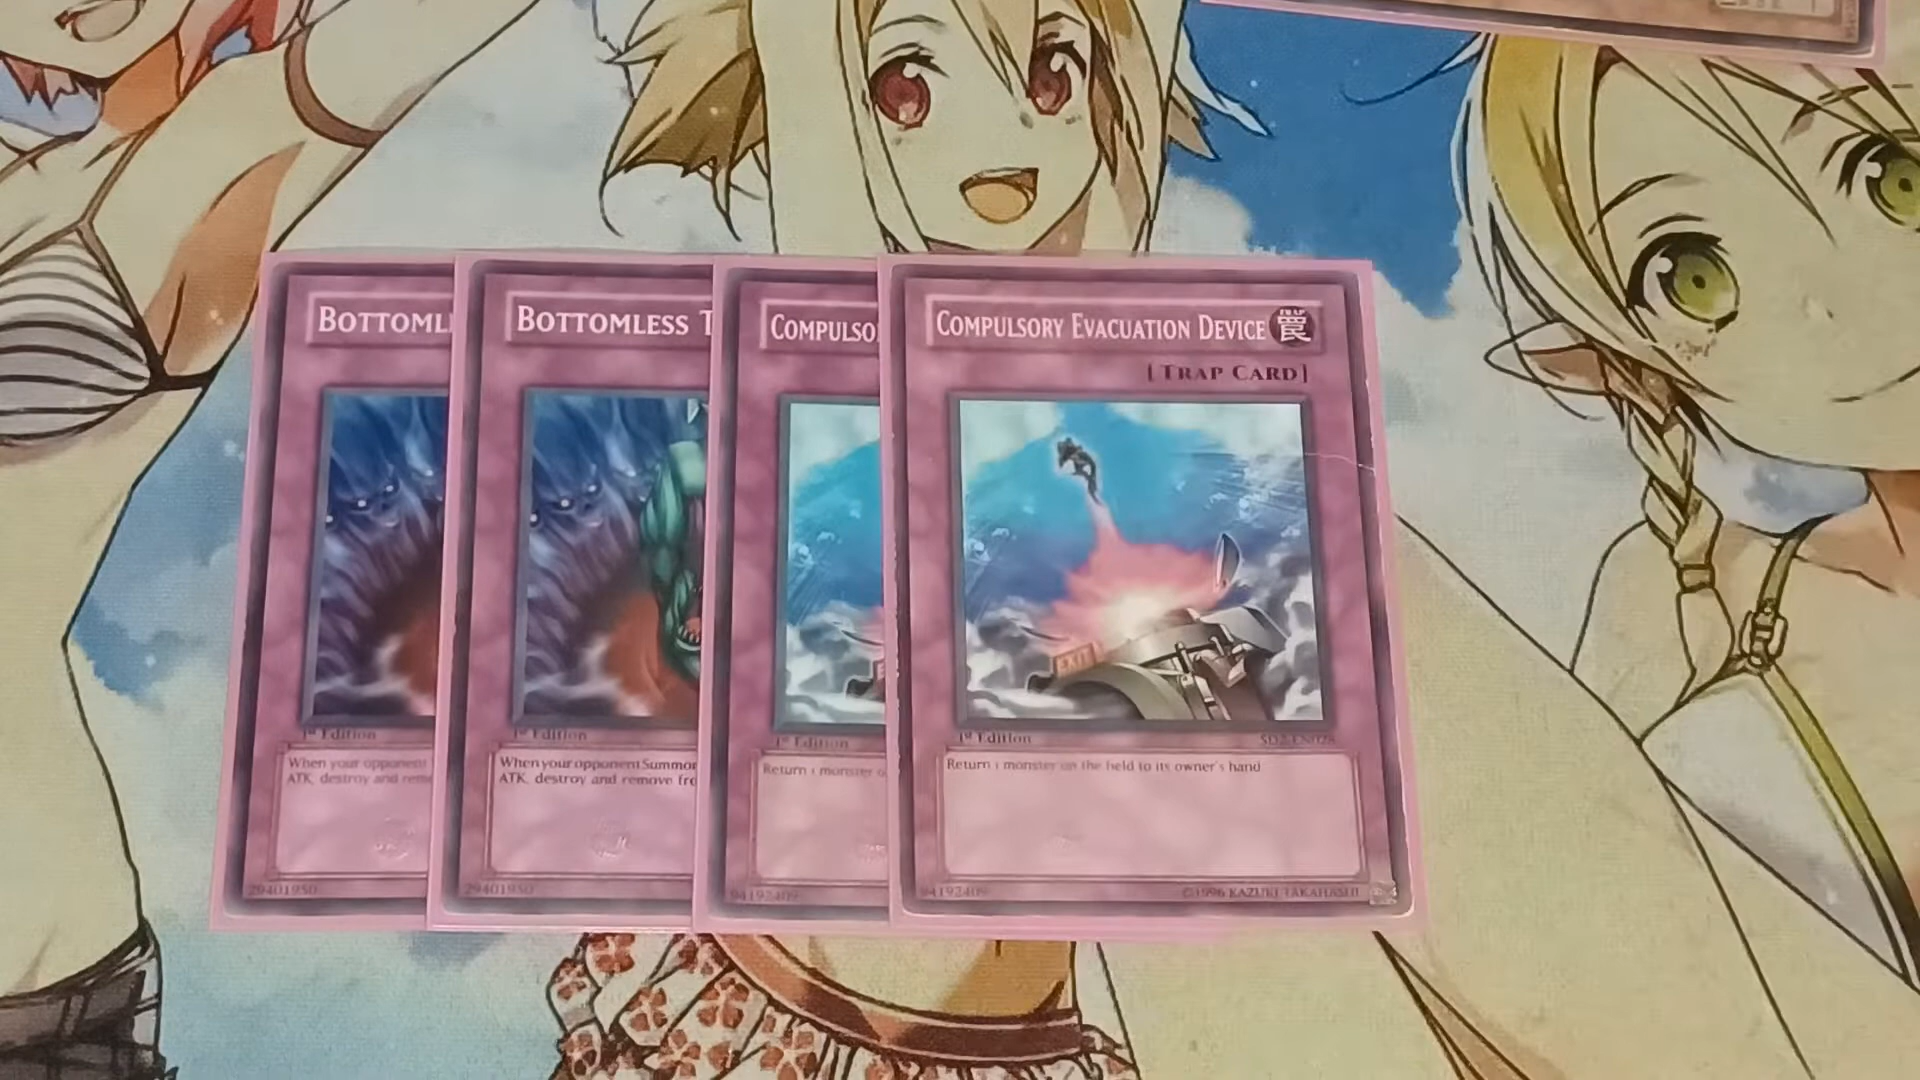 BOTTOML
BOTTOMLESS T
COMPULSO
COMPULSORY EVACUATION DEVICE 罠
[TRAP CARD]
EXIT
1st Edition
1st Edition
1st Edition
1st Edition
When your opponent
ATK, destroy and rem
When your opponent Summon
ATK, destroy and remove fr
Return 1 monster o
Return 1 monster on the field to its owner's hand
29401950
29401950
94192409
94192409
©1996 KAZUKI TAKAHASHI